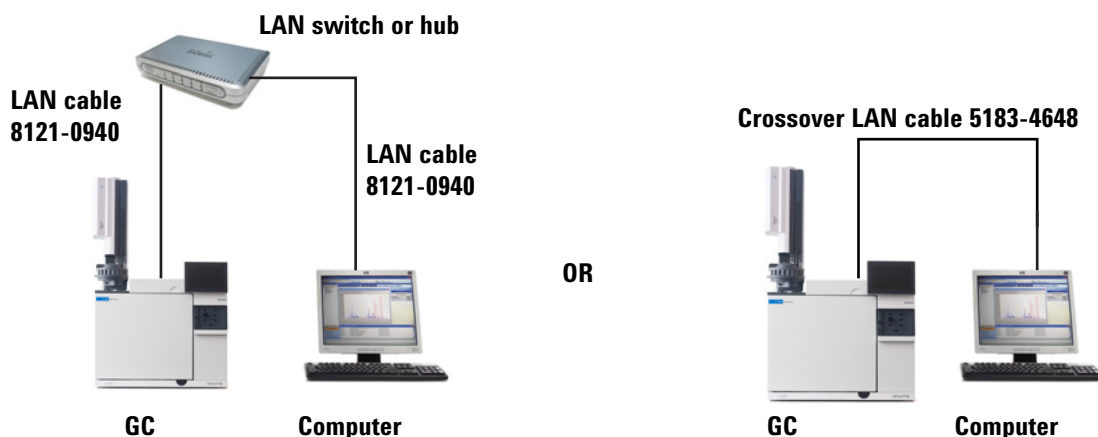 LAN switch or hub
LAN cable
8121-0940
LAN cable
8121-0940
GC
Computer
OR
Crossover LAN cable 5183-4648
GC
Computer